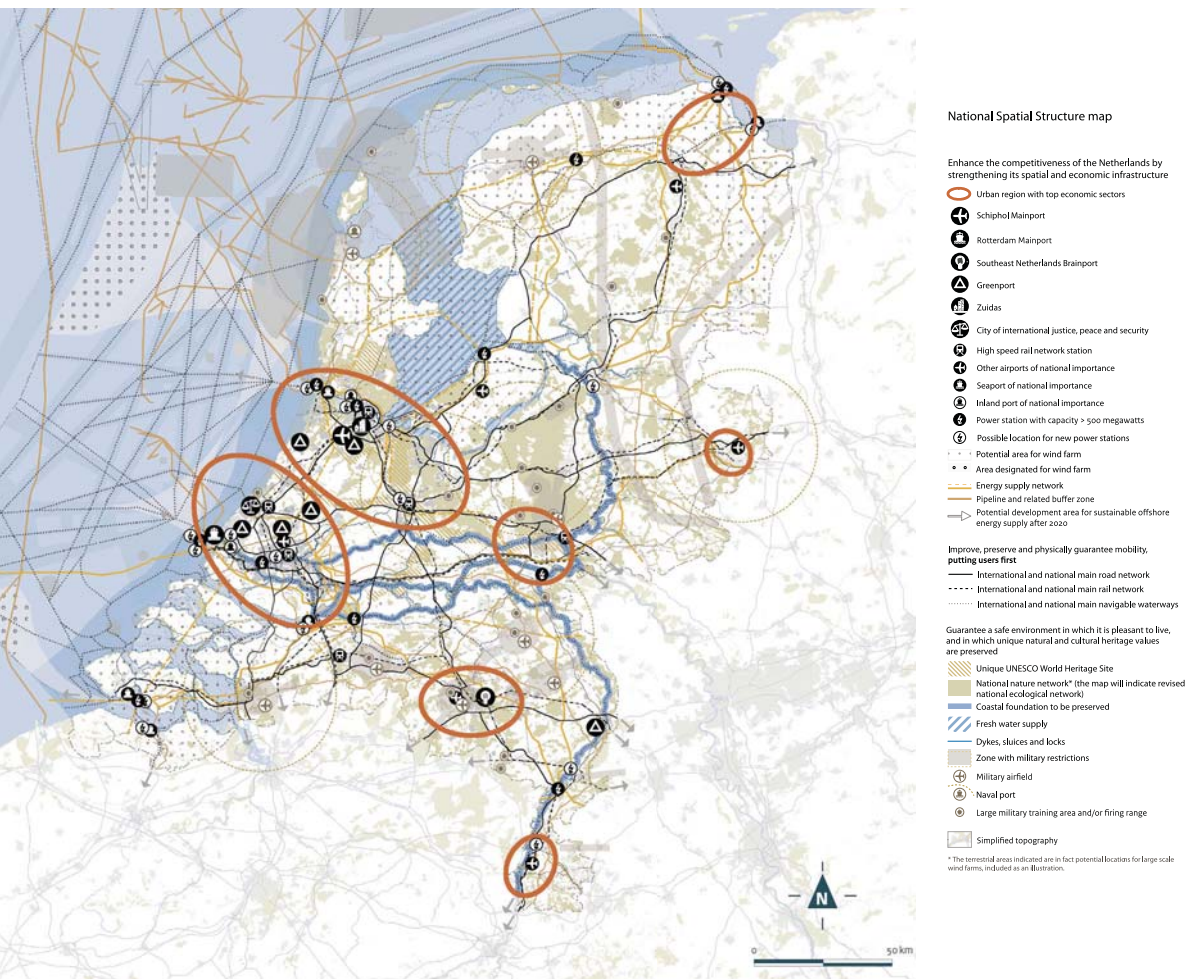 National Spatial Structure map
Enhance the competitiveness of the Netherlands by
strengthening its spatial and economic infrastructure
Urban region with top economic sectors
Schiphol Mainport
Rotterdam Mainport
Southeast Netherlands Brainport
Greenport
Zuidas
City of international justice, peace and security
High speed rail network station
Other airports of national importance
Seaport of national importance
Inland port of national importance
Power station with capacity > 500 megawatts
Possible location for new power stations
Potential area for wind farm
Area designated for wind farm
Energy supply network
Pipeline and related buffer zone
Potential development area for sustainable offshore
energy supply after 2020
Improve, preserve and physically guarantee mobility,
putting users first
International and national main road network
International and national main rail network
International and national main navigable waterways
Guarantee a safe environment in which it is pleasant to live,
and in which unique natural and cultural heritage values
are preserved
Unique UNESCO World Heritage Site
National nature network* (the map will indicate revised
national ecological network)
Coastal foundation to be preserved
Fresh water supply
Dykes, sluices and locks
Zone with military restrictions
Military airfield
Naval port
Large military training area and/or firing range
Simplified topography
* The terrestrial areas indicated are in fact potential locations for large scale
wind farms, included as an illustration.
N
0 50 km